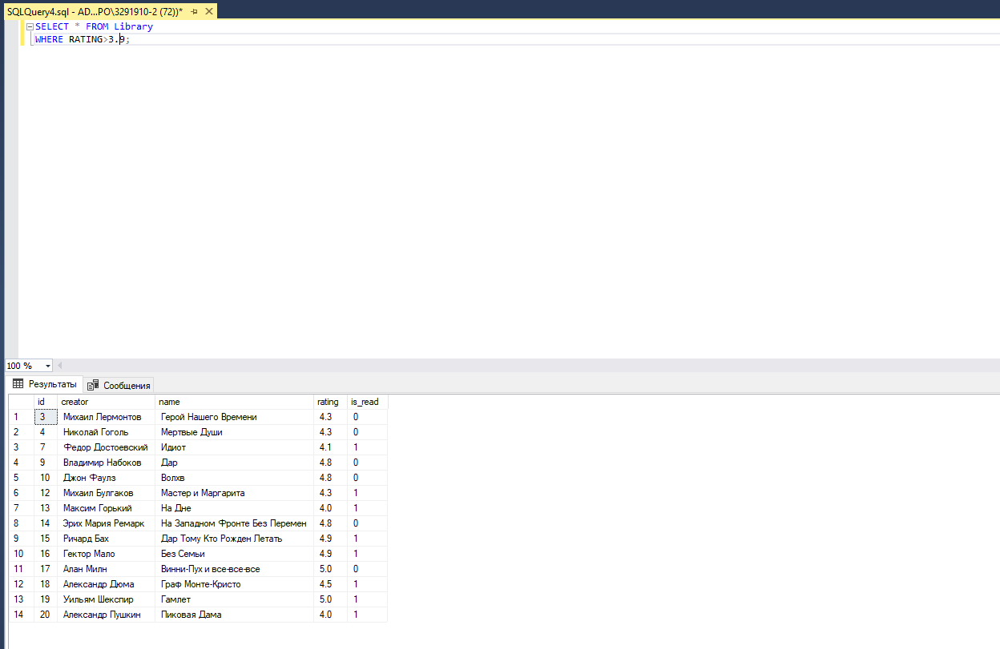 SQLQuery4.sql - AD...PO\3291910-2 (72))*
SELECT * FROM Library
WHERE RATING>3.9;
100 %
Результаты Сообщения
id creator name rating is_read
1 3 Михаил Лермонтов Герой Нашего Времени 4.3 0
2 4 Николай Гоголь Мертвые Души 4.3 0
3 7 Федор Достоевский Идиот 4.1 1
4 9 Владимир Набоков Дар 4.8 0
5 10 Джон Фаулз Волхв 4.8 0
6 12 Михаил Булгаков Мастер и Маргарита 4.3 1
7 13 Максим Горький На Дне 4.0 1
8 14 Эрих Мария Ремарк На Западном Фронте Без Перемен 4.8 0
9 15 Ричард Бах Дар Тому Кто Рожден Летать 4.9 1
10 16 Гектор Мало Без Семьи 4.9 1
11 17 Алан Милн Винни-Пух и все-все-все 5.0 0
12 18 Александр Дюма Граф Монте-Кристо 4.5 1
13 19 Уильям Шекспир Гамлет 5.0 1
14 20 Александр Пушкин Пиковая Дама 4.0 1